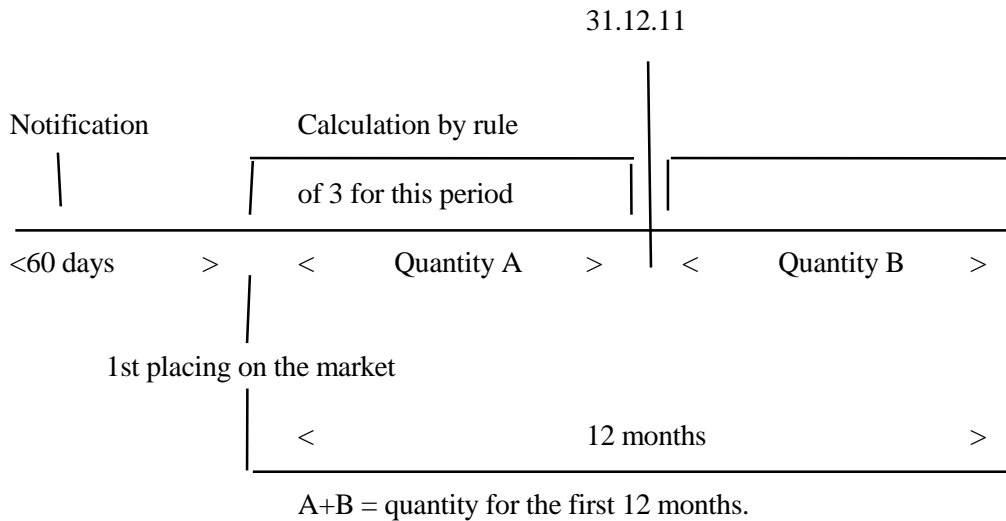 31.12.11
Notification Calculation by rule
of 3 for this period
<60 days > < Quantity A > < Quantity B >
1st placing on the market
< 12 months >
A+B = quantity for the first 12 months.